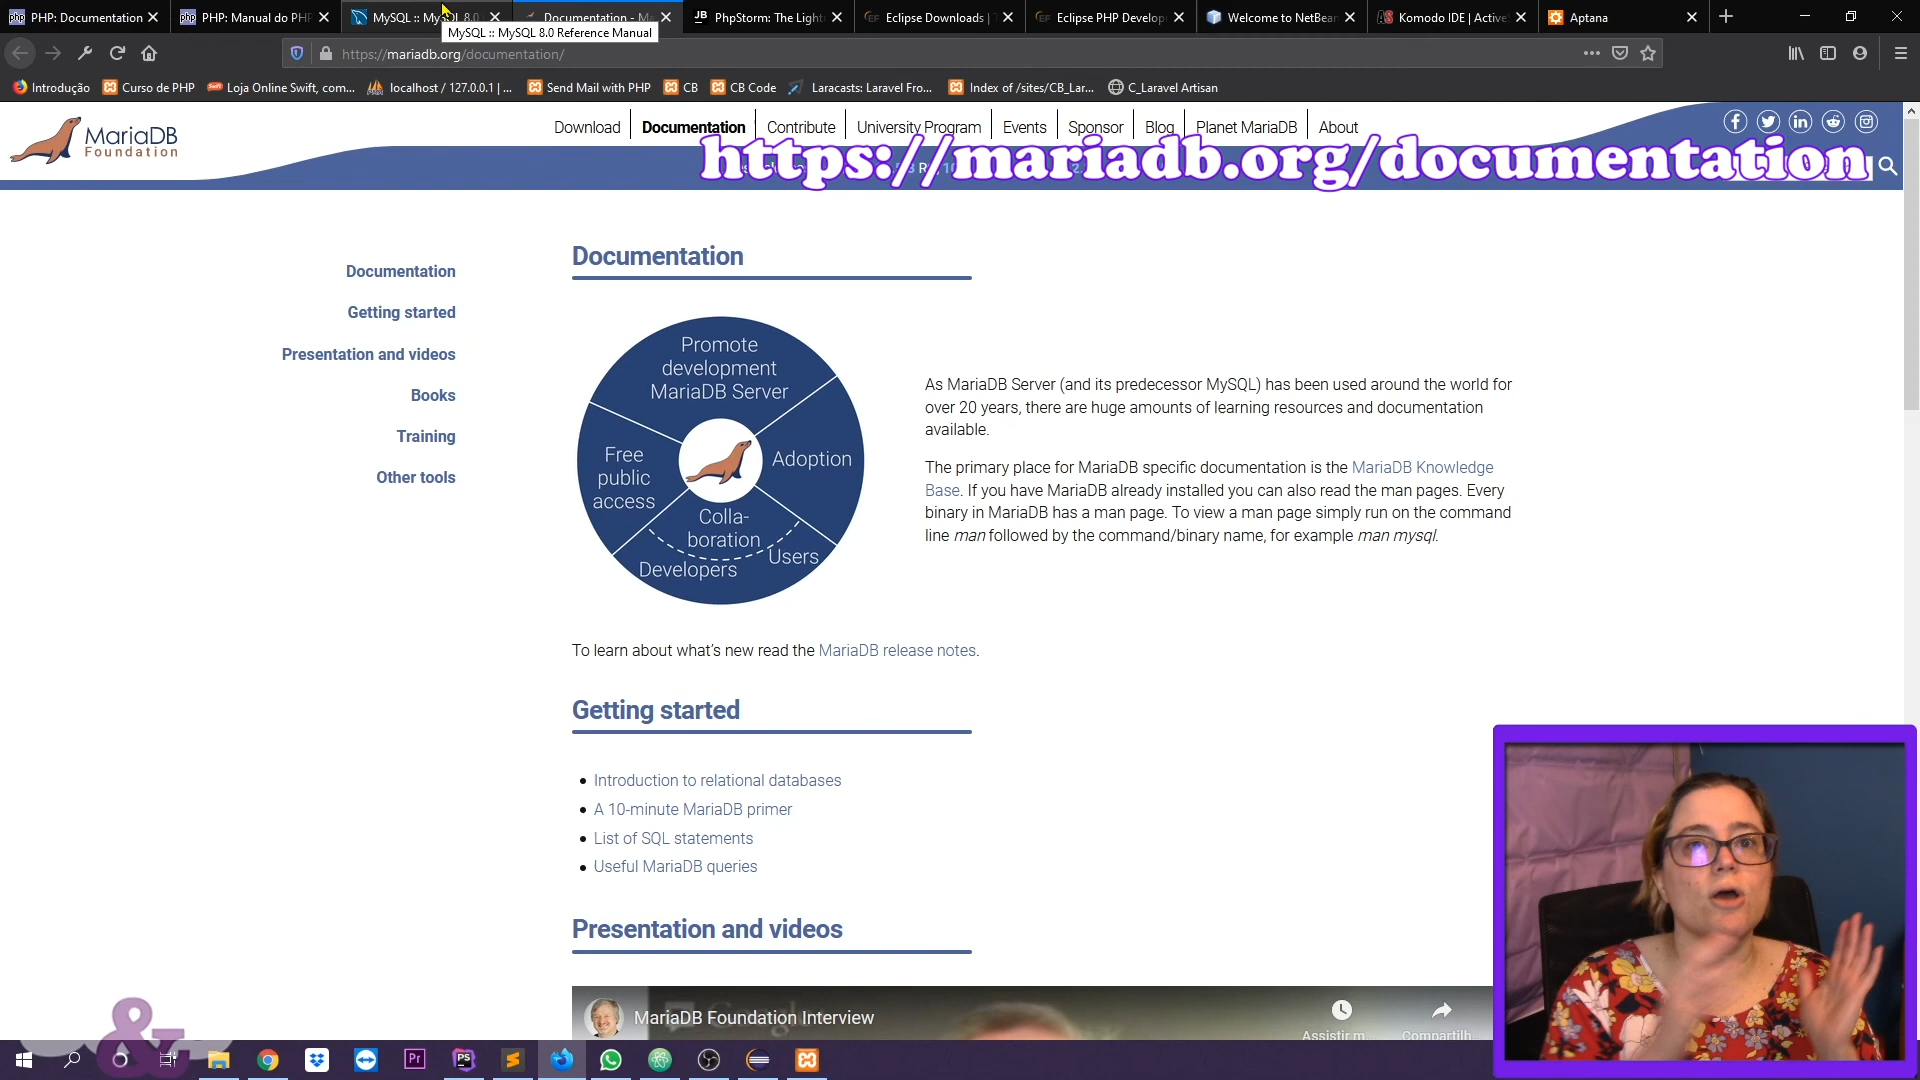 PHP: Documentation
PHP: Manual do PHP
MySQL :: MySQL 8.0
Documentation - Ma
PhpStorm: The Light
Eclipse Downloads | T
Eclipse PHP Develop
Welcome to NetBean
Komodo IDE | Active
Aptana
MySQL :: MySQL 8.0 Reference Manual
https://mariadb.org/documentation/
Introdução
Curso de PHP
Loja Online Swift, com...
localhost / 127.0.0.1 | ...
Send Mail with PHP
CB
CB Code
Laracasts: Laravel Fro...
Index of /sites/CB_Lar...
C_Laravel Artisan
MariaDB
Foundation
Download
Documentation
Contribute
University Program
Events
Sponsor
Blog
Planet MariaDB
About
https://mariadb.org/documentation
Documentation
Getting started
Presentation and videos
Books
Training
Other tools
Documentation
Promote
development
MariaDB Server
Free
public
access
Adoption
Colla-
boration
Developers
Users
As MariaDB Server (and its predecessor MySQL) has been used around the world for
over 20 years, there are huge amounts of learning resources and documentation
available.
The primary place for MariaDB specific documentation is the MariaDB Knowledge
Base. If you have MariaDB already installed you can also read the man pages. Every
binary in MariaDB has a man page. To view a man page simply run on the command
line man followed by the command/binary name, for example man mysql.
To learn about what's new read the MariaDB release notes.
Getting started
Introduction to relational databases
A 10-minute MariaDB primer
List of SQL statements
Useful MariaDB queries
Presentation and videos
MariaDB Foundation Interview
Assistir m...
Compartilh...
&
Pr
PS